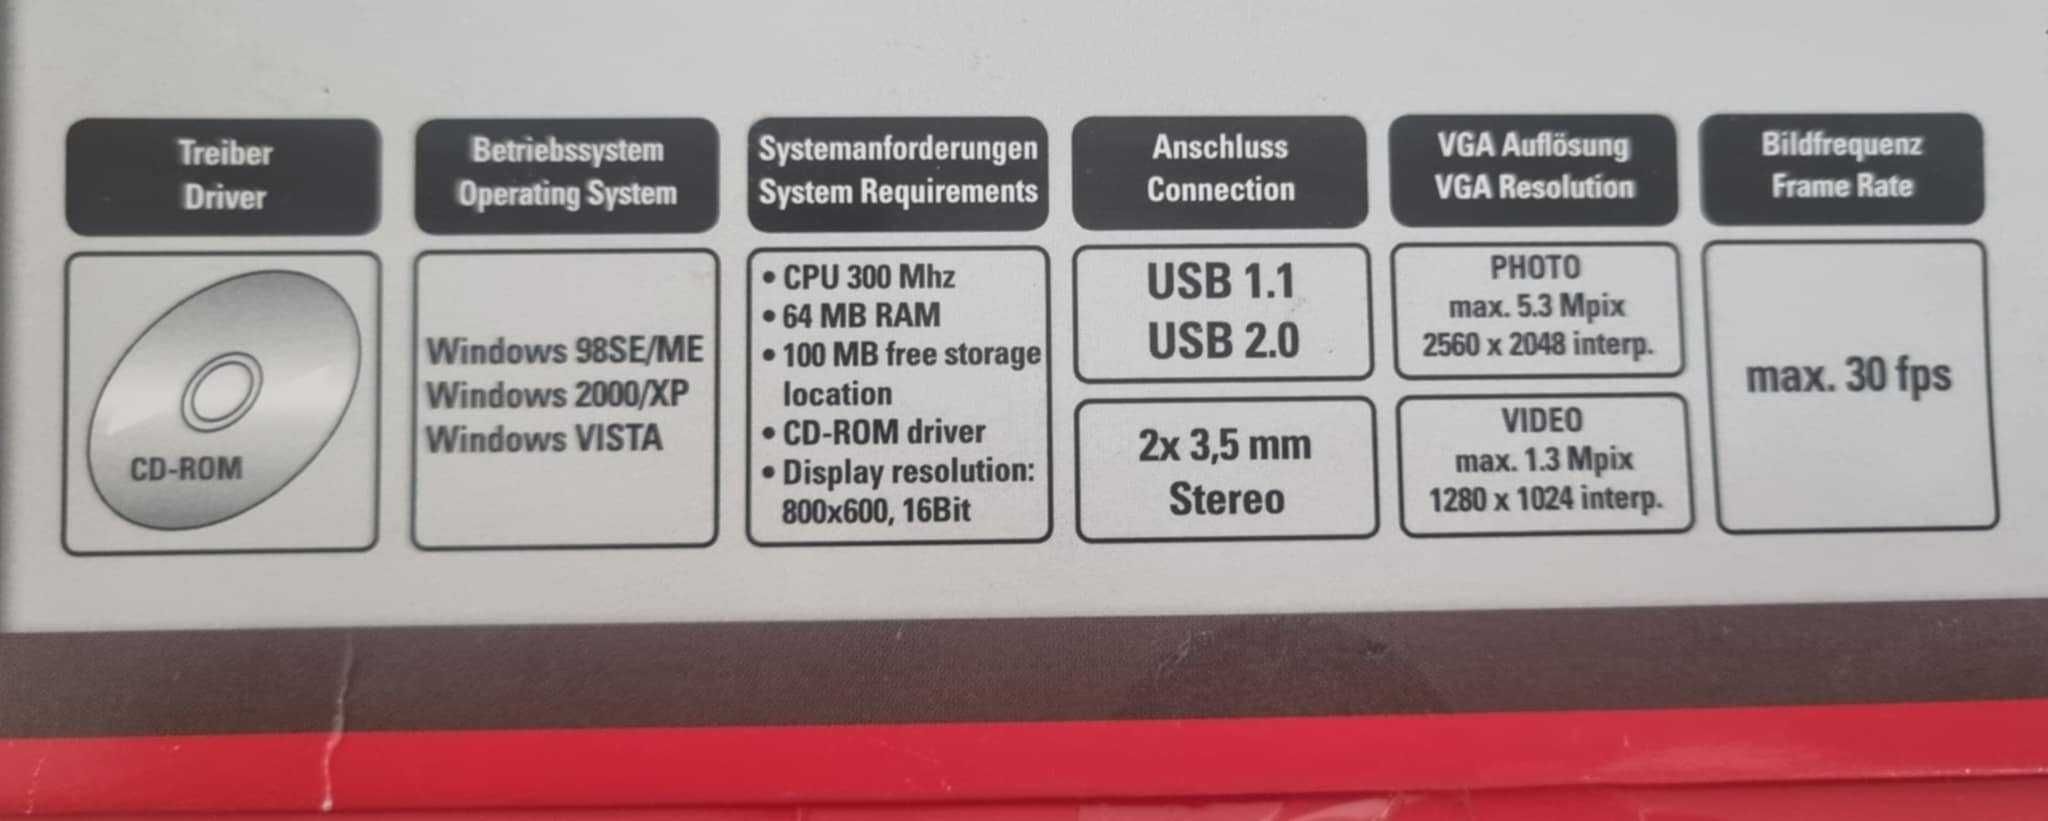 Treiber
Driver
CD-ROM
Betriebssystem
Operating System
Windows 98SE/ME
Windows 2000/XP
Windows VISTA
Systemanforderungen
System Requirements
• CPU 300 Mhz
• 64 MB RAM
• 100 MB free storage
location
• CD-ROM driver
• Display resolution:
800x600, 16Bit
Anschluss
Connection
USB 1.1
USB 2.0
2x 3,5 mm
Stereo
VGA Auflösung
VGA Resolution
PHOTO
max. 5.3 Mpix
2560 x 2048 interp.
VIDEO
max. 1.3 Mpix
1280 x 1024 interp.
Bildfrequenz
Frame Rate
max. 30 fps